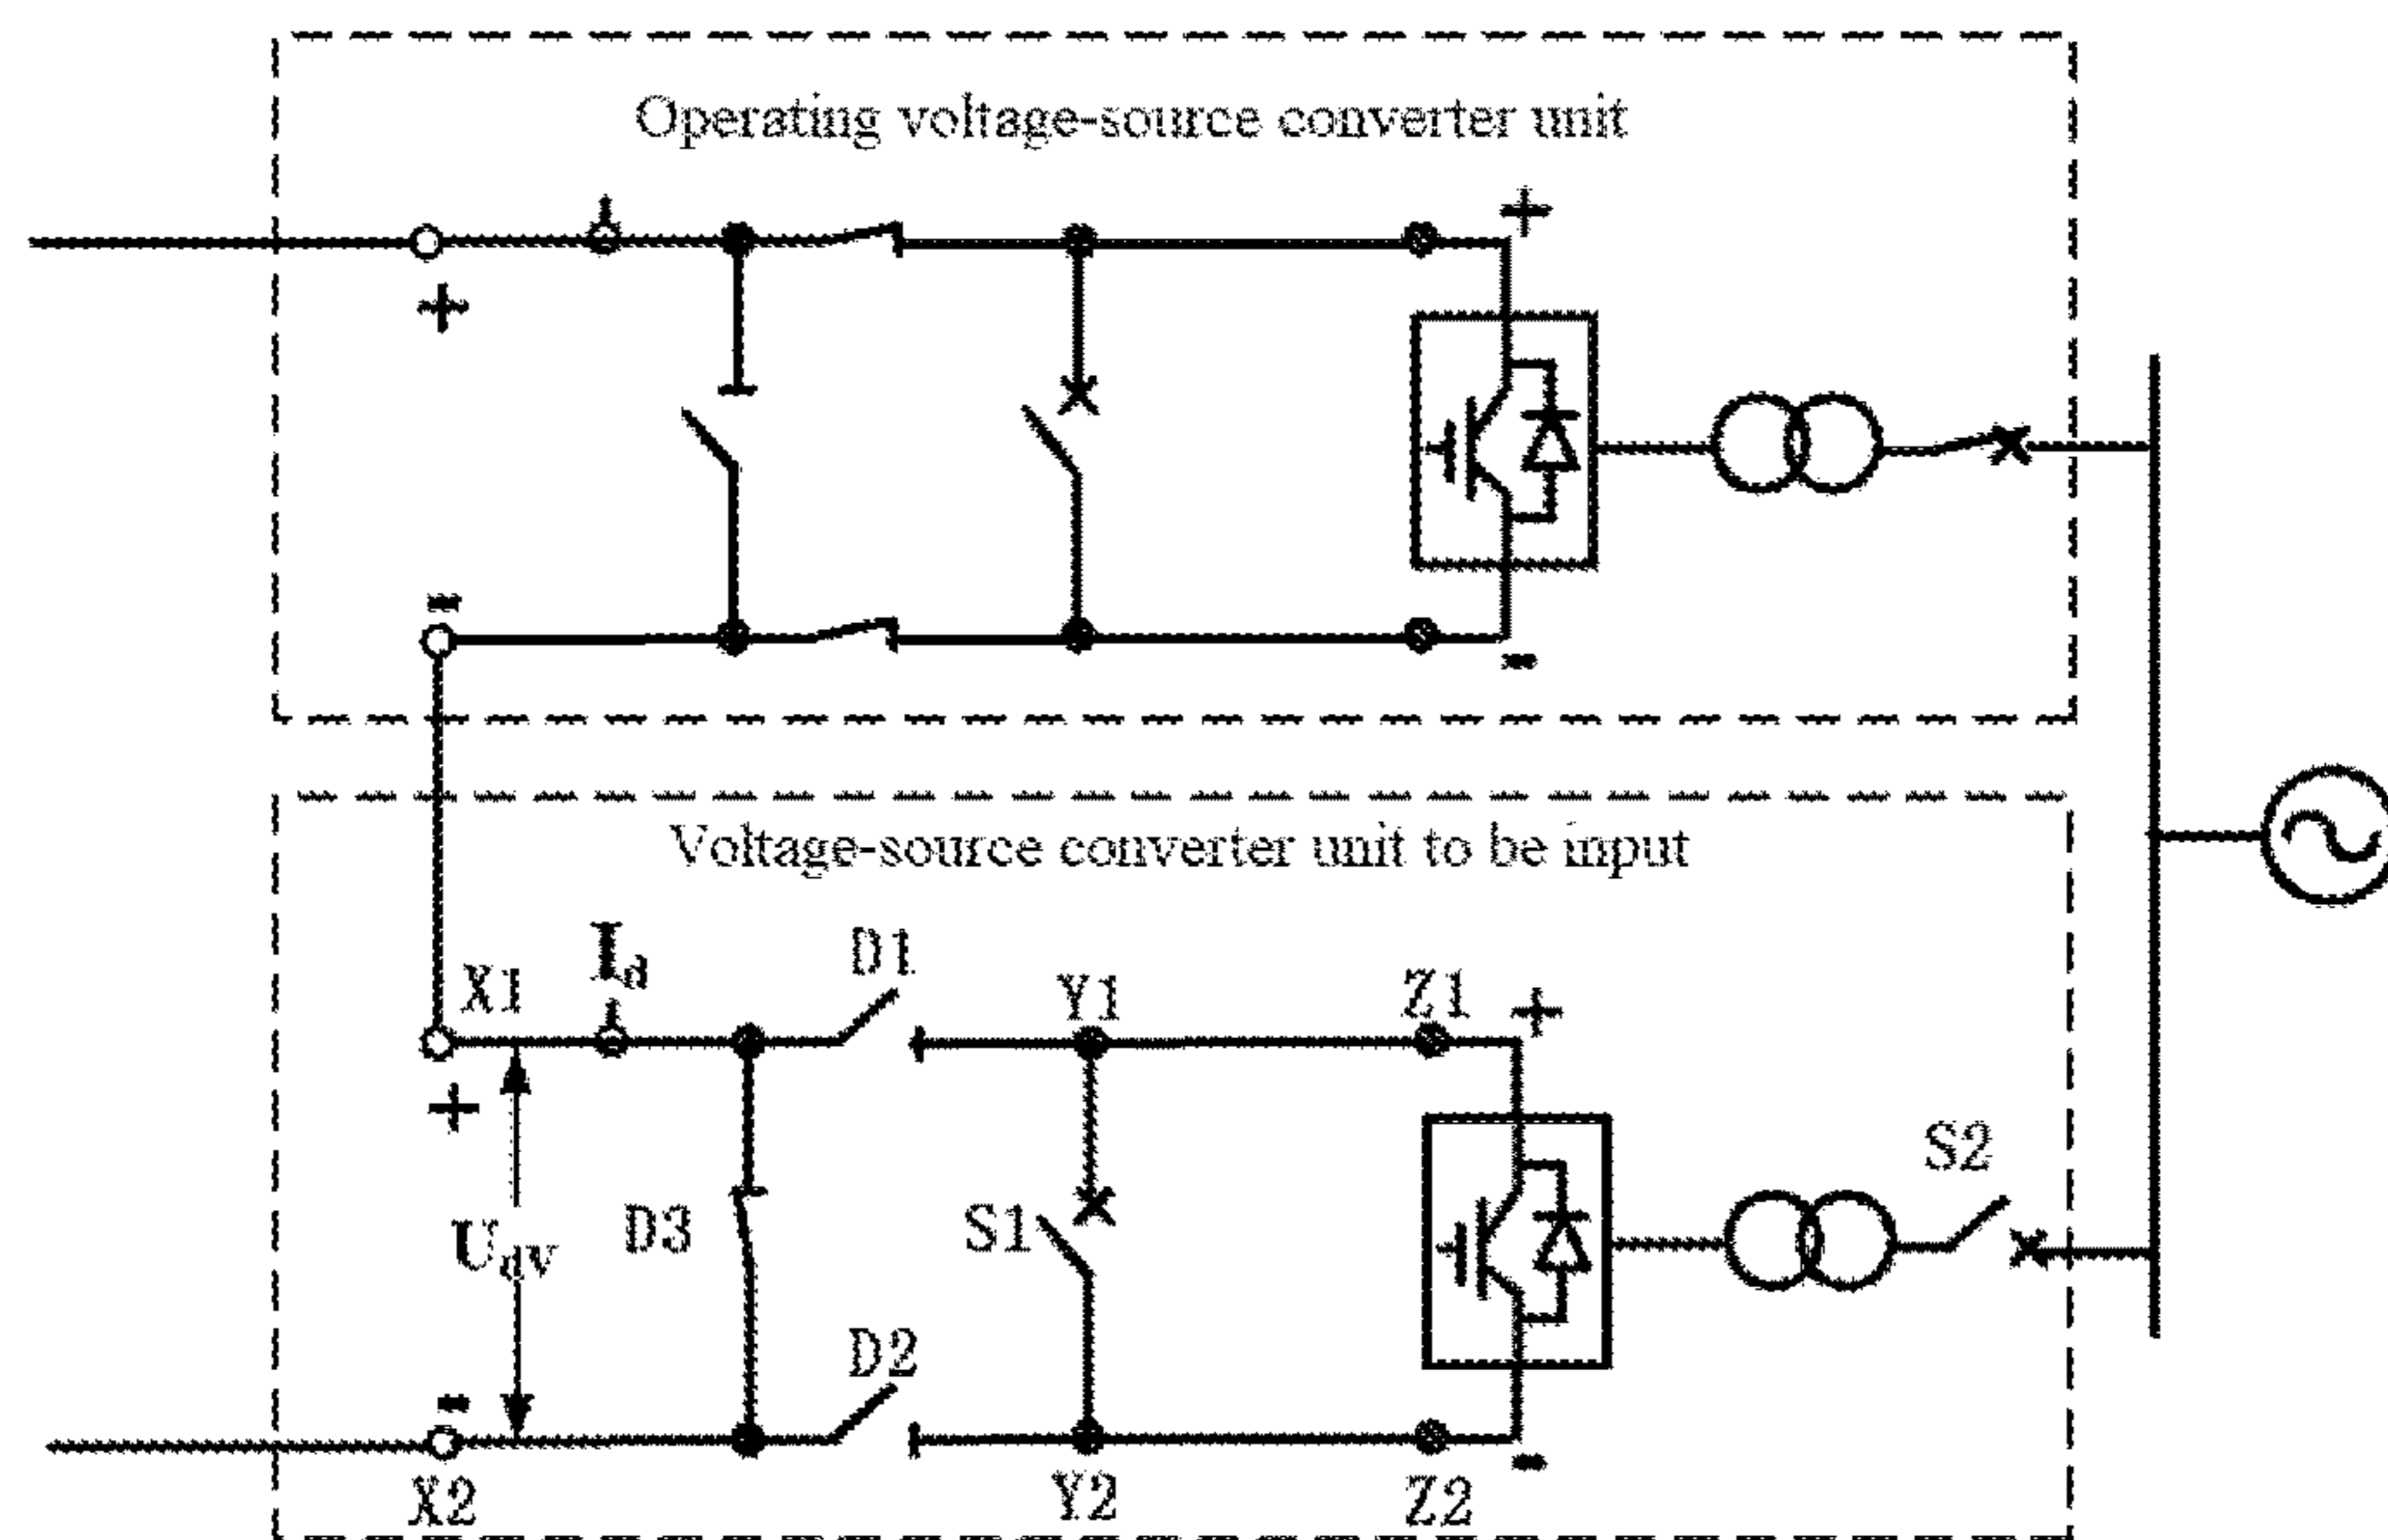 Operating voltage-source converter unit
+
+
-
-
Voltage-source converter unit to be input
X1
Id
D1
Y1
Z1
+
+
S2
Udv
D3
S1
D2
-
-
X2
Y2
Z2